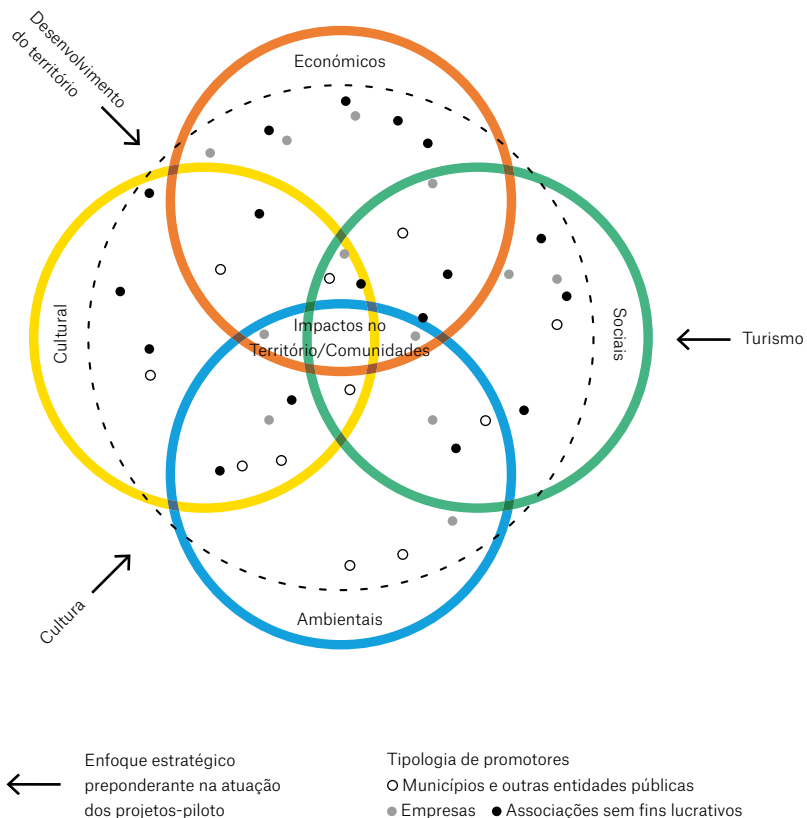 Desenvolvimento
do território
Económicos
Cultural
Impactos no
Território/Comunidades
Sociais
Turismo
Cultura
Ambientais
Enfoque estratégico
preponderante na atuação
dos projetos-piloto
Tipologia de promotores
Municípios e outras entidades públicas
Empresas
Associações sem fins lucrativos